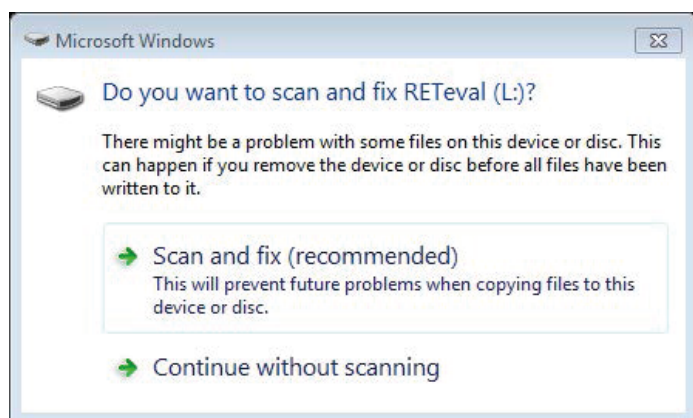 Microsoft Windows
Do you want to scan and fix RETeval (L:)?
There might be a problem with some files on this device or disc. This
can happen if you remove the device or disc before all files have been
written to it.
Scan and fix (recommended)
This will prevent future problems when copying files to this
device or disc.
Continue without scanning